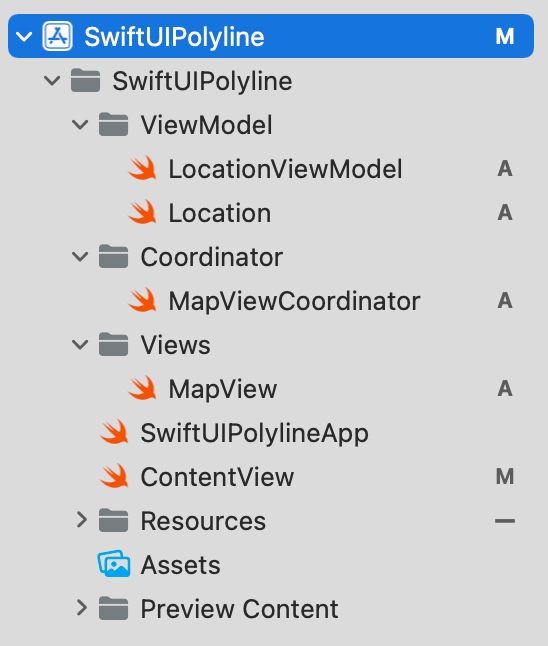 SwiftUIPolyline M
SwiftUIPolyline
ViewModel
LocationViewModel A
Location A
Coordinator
MapViewCoordinator A
Views
MapView A
SwiftUIPolylineApp
ContentView M
Resources —
Assets
Preview Content